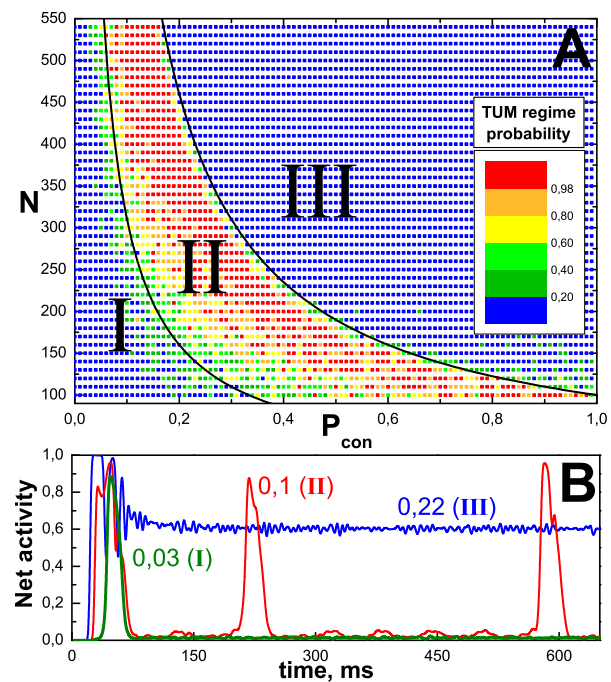 A
550
500
450
400
350
300
250
200
150
100
N
I
II
III
TUM regime
probability
0,98
0,80
0,60
0,40
0,20
0,0
0,2
0,4
0,6
0,8
1,0
P con
B
Net activity
1,0
0,8
0,6
0,4
0,2
0,0
0,1 (II)
0,22 (III)
0,03 (I)
0
150
300
450
600
time, ms